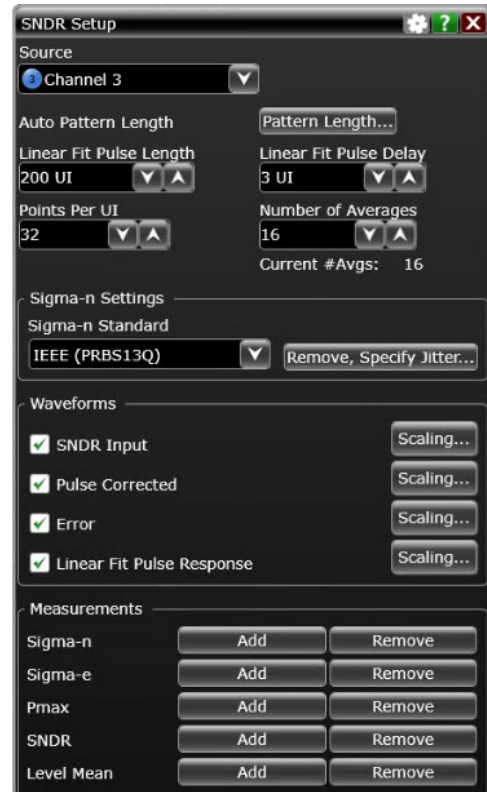 SNDR Setup ?
Source
3 Channel 3
Auto Pattern Length Pattern Length...
Linear Fit Pulse Length Linear Fit Pulse Delay
200 UI 3 UI
Points Per UI Number of Averages
32 16
Current #Avgs: 16
Sigma-n Settings
Sigma-n Standard
IEEE (PRBS13Q) Remove, Specify Jitter...
Waveforms
SNDR Input Scaling...
Pulse Corrected Scaling...
Error Scaling...
Linear Fit Pulse Response Scaling...
Measurements
Sigma-n Add Remove
Sigma-e Add Remove
Pmax Add Remove
SNDR Add Remove
Level Mean Add Remove